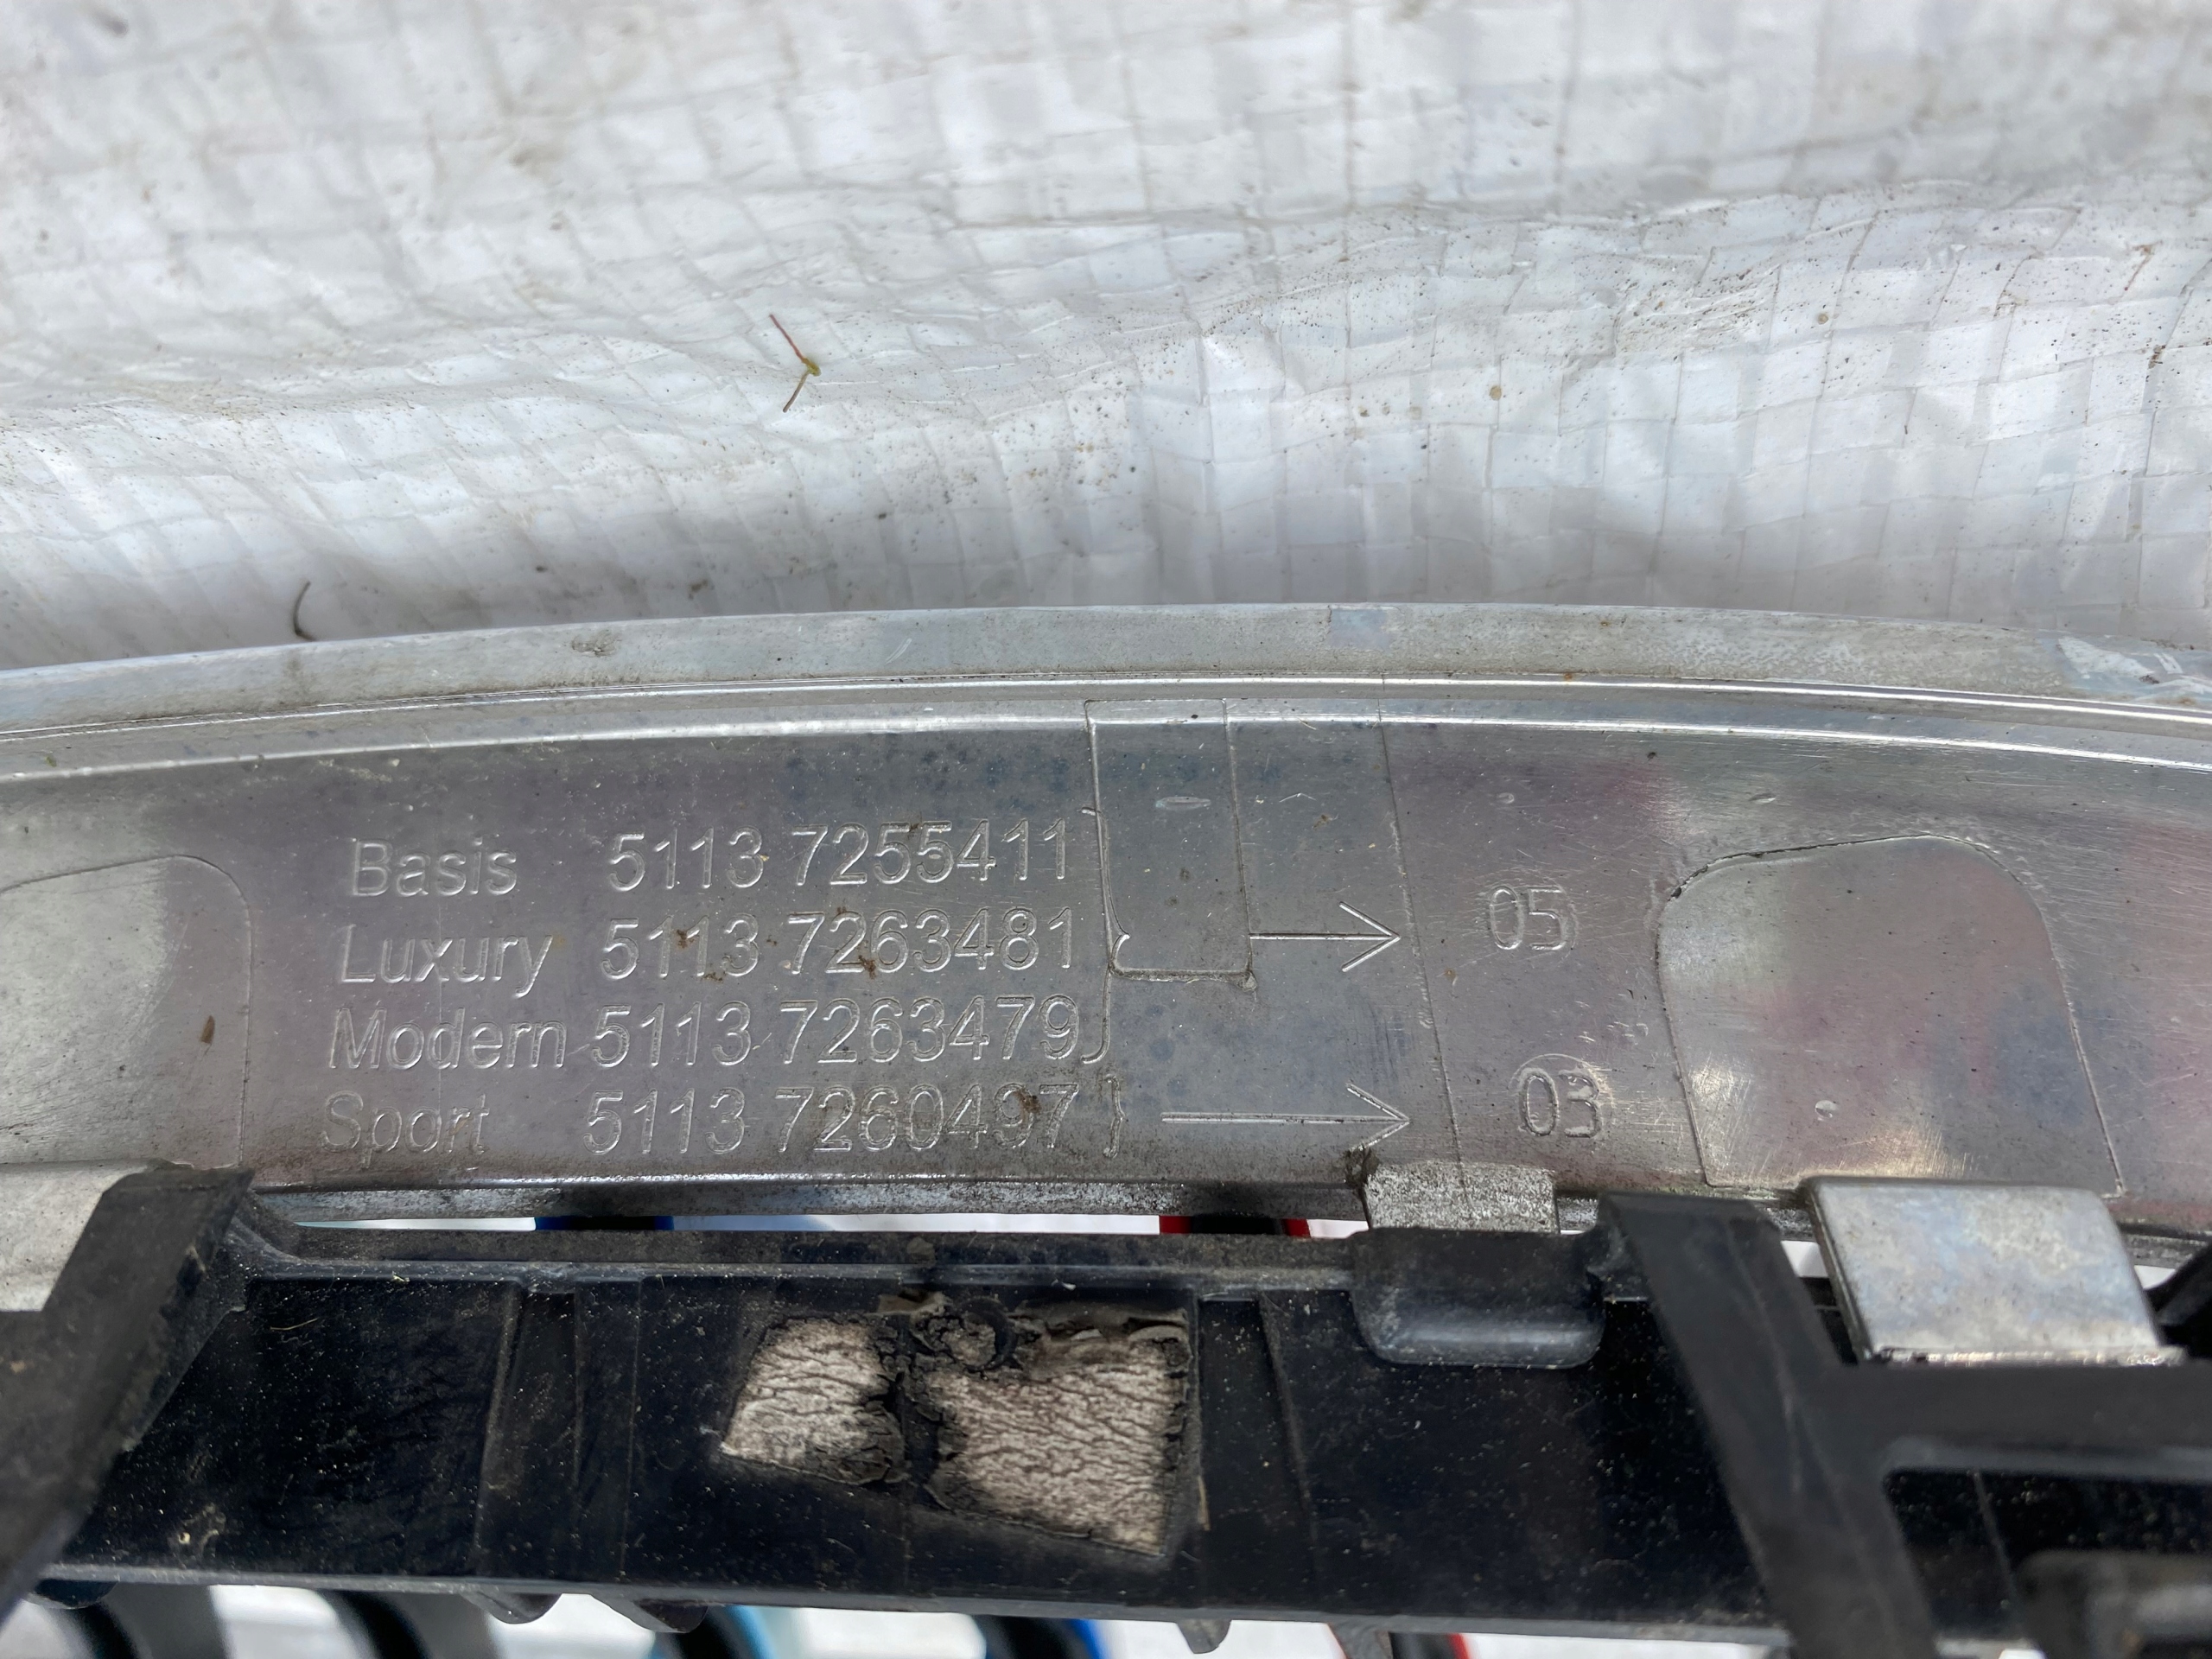 Basis 5113 7255411
Luxury 5113 7263481
Modern 5113 7263479
Sport 5113 7260497
05
03